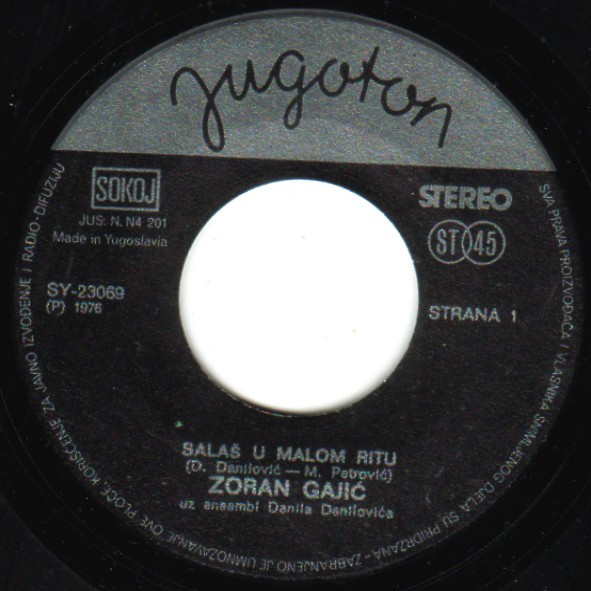 jugoton
SOKOJ
JUS. N. N4 201
Made in Yugoslavia
STEREO
ST 45
SY-23069
(P) 1976
STRANA 1
SALAŠ U MALOM RITU
(D. Danilović — M. Petrović)
ZORAN GAJIĆ
uz ansambl Danila Danilovića
SVA PRAVA PROIZVOĐAČA I VLASNIKA SNIMLJENOG DJELA SU PRIDRŽANA - ZABRANJENO JE UMNOŽAVANJE OVE PLOČE, KORIŠĆENJE ZA JAVNO IZVOĐENJE I RADIO-DIFUZIJU